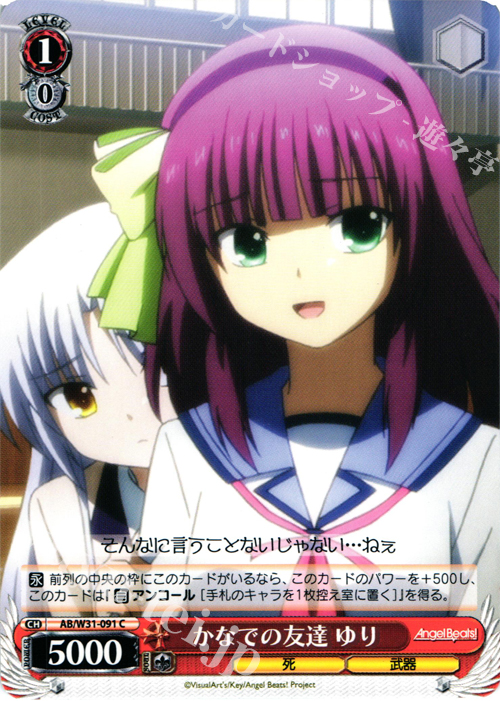 LEVEL
1
0
COST
カードショップ-遊々亭
そんなに言うことないじゃない…ねぇ
永 前列の中央の枠にこのカードがいるなら、このカードのパワーを+500し、
このカードは『自 アンコール [手札のキャラを1枚控え室に置く]』を得る。
CH AB/W31-091 C
かなでの友達 ゆり
Angel Beats!
5000
死 武器
©VisualArt's/Key/Angel Beats! Project